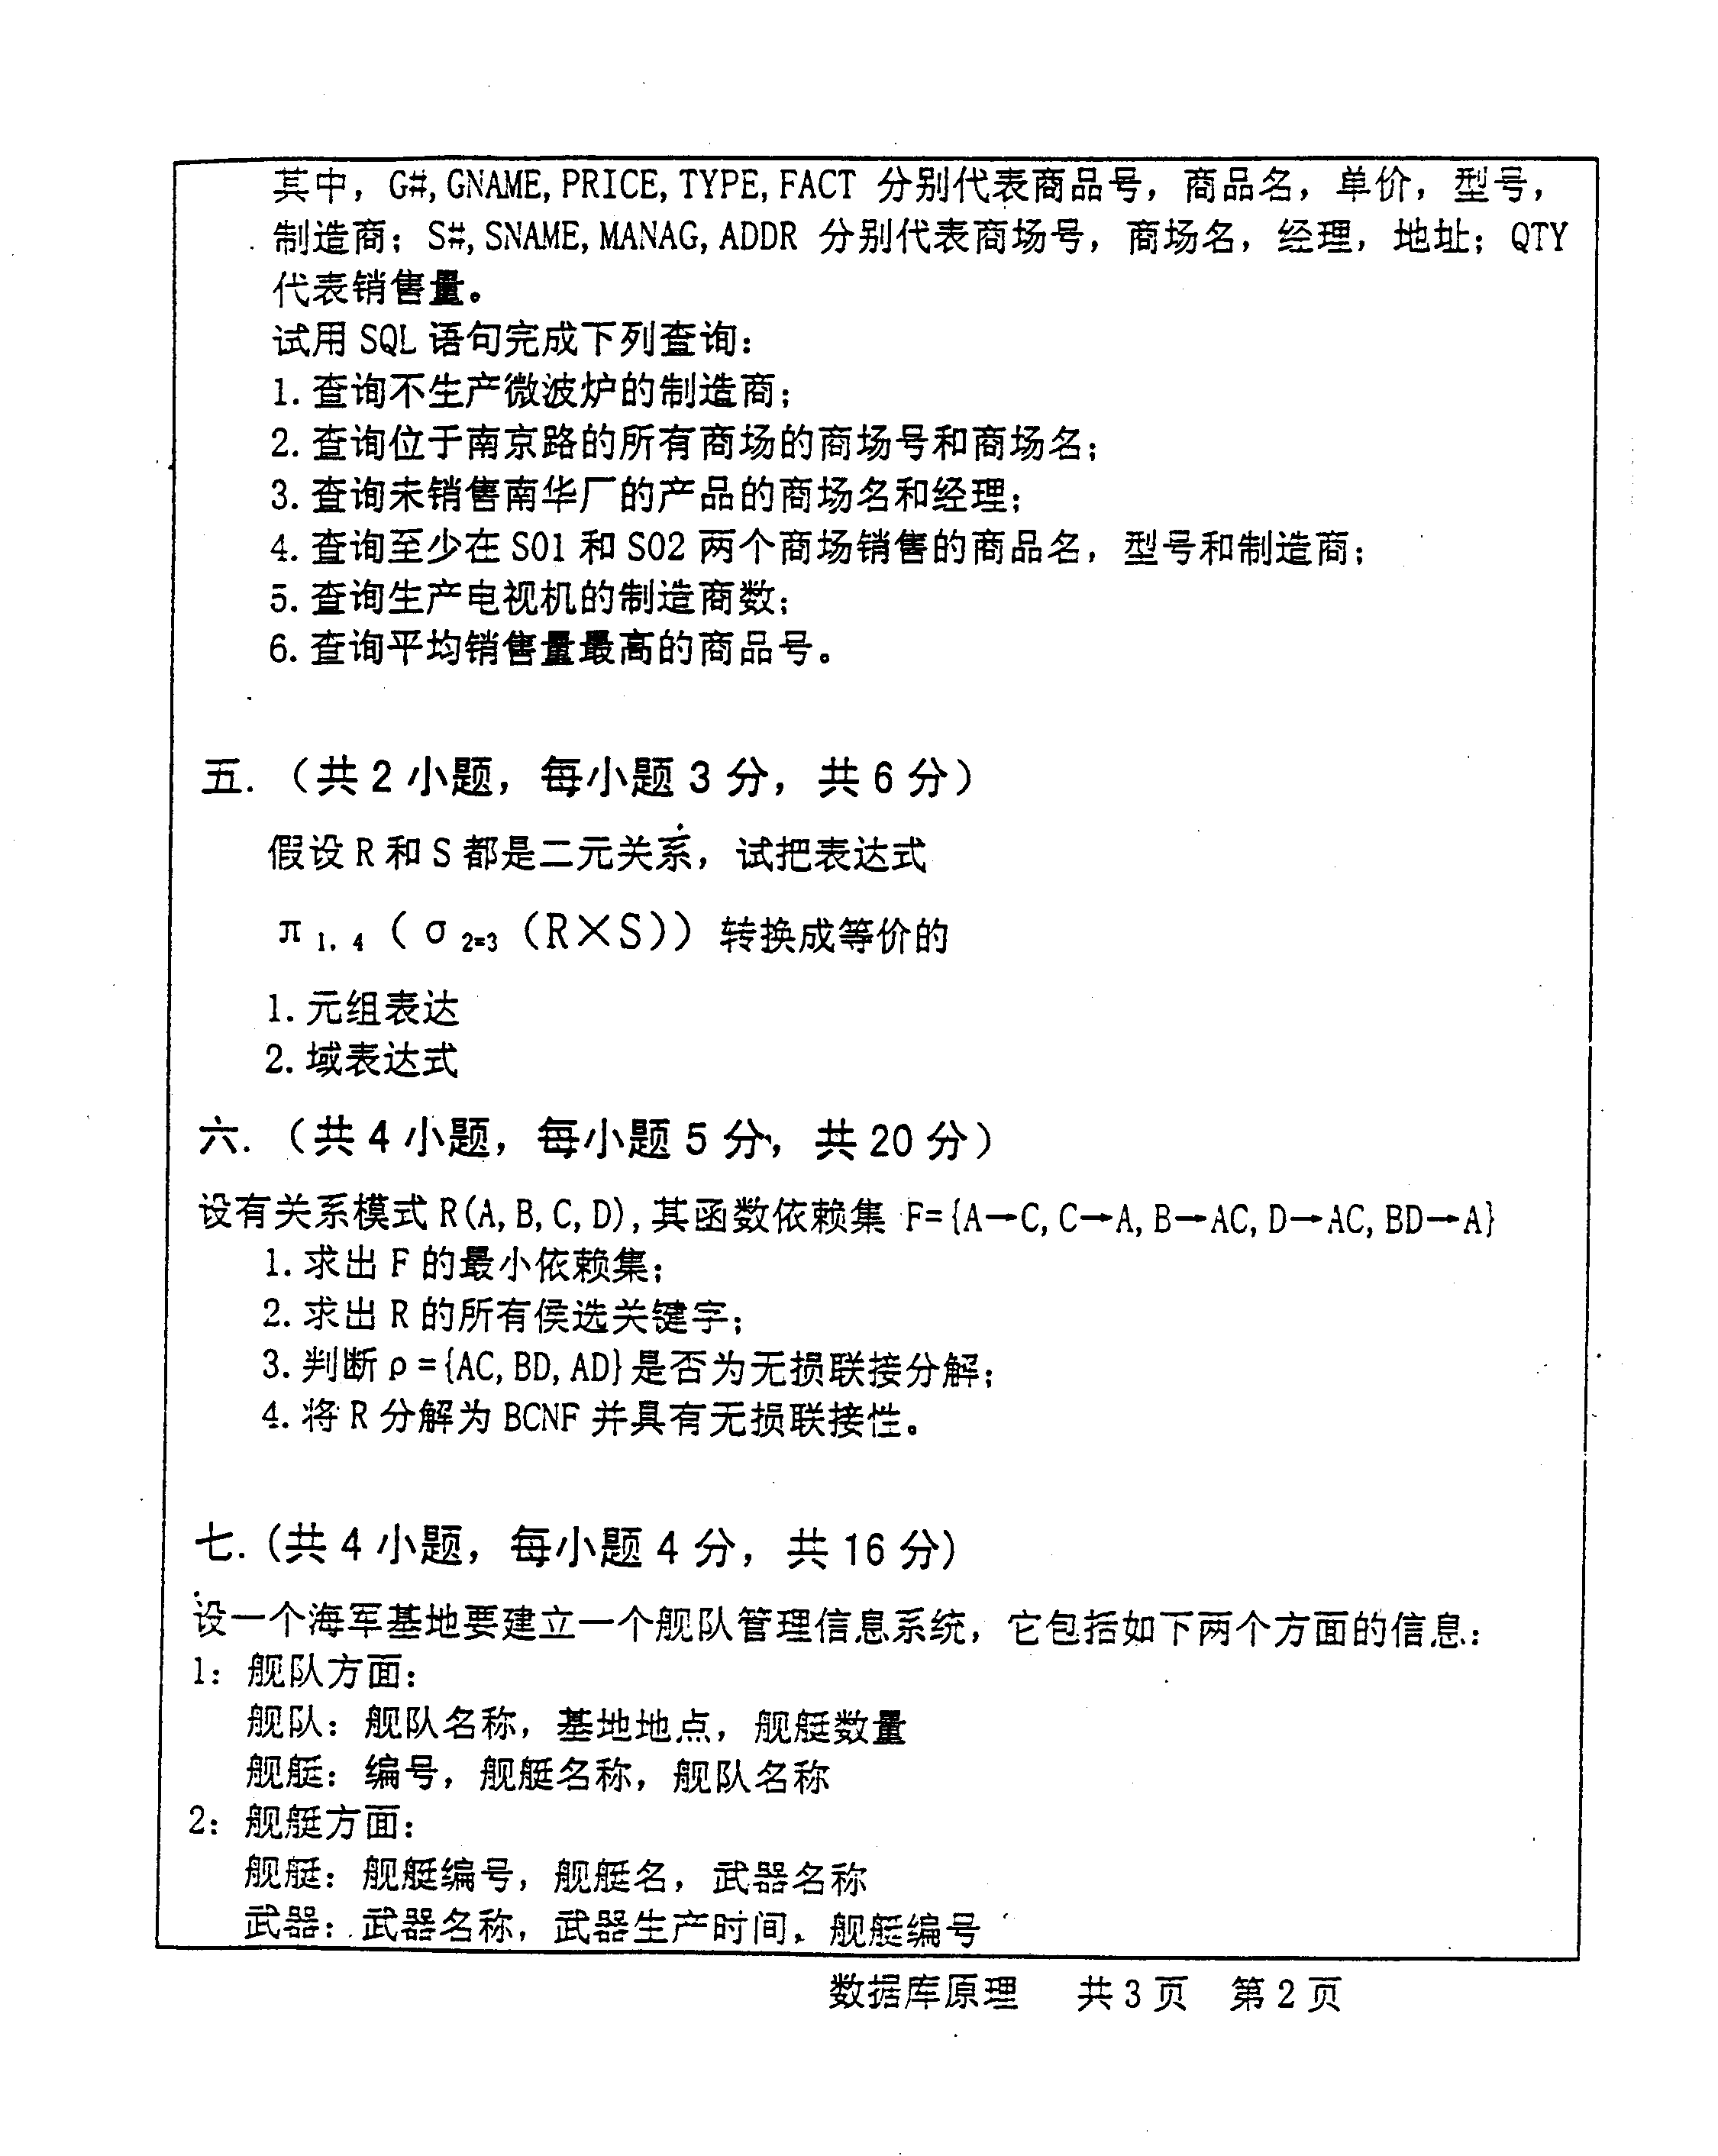 其中，G#,GNAME,PRICE,TYPE,FACT 分别代表商品号，商品名，单价，型号，
制造商；S#,SNAME,MANAG,ADDR 分别代表商场号，商场名，经理，地址；QTY
代表销售量。
试用 SQL 语句完成下列查询：
1.查询不生产微波炉的制造商；
2.查询位于南京路的所有商场的商场号和商场名；
3.查询未销售南华厂的产品的商场名和经理；
4.查询至少在 S01 和 S02 两个商场销售的商品名，型号和制造商；
5.查询生产电视机的制造商数；
6.查询平均销售量最高的商品号。
五.（共 2 小题，每小题 3 分，共 6 分）
假设 R 和 S 都是二元关系，试把表达式
π 1,4（σ 2=3（R×S））转换成等价的
1.元组表达
2.域表达式
六.（共 4 小题，每小题 5 分，共 20 分）
设有关系模式 R(A,B,C,D),其函数依赖集 F={A→C,C→A,B→AC,D→AC,BD→A}
1.求出 F 的最小依赖集；
2.求出 R 的所有侯选关键字；
3.判断 ρ={AC,BD,AD}是否为无损联接分解；
4.将 R 分解为 BCNF 并具有无损联接性。
七.(共 4 小题，每小题 4 分，共 16 分)
设一个海军基地要建立一个舰队管理信息系统，它包括如下两个方面的信息：
1：舰队方面：
舰队：舰队名称，基地地点，舰艇数量
舰艇：编号，舰艇名称，舰队名称
2：舰艇方面：
舰艇：舰艇编号，舰艇名，武器名称
武器：武器名称，武器生产时间，舰艇编号
数据库原理 共 3 页 第 2 页